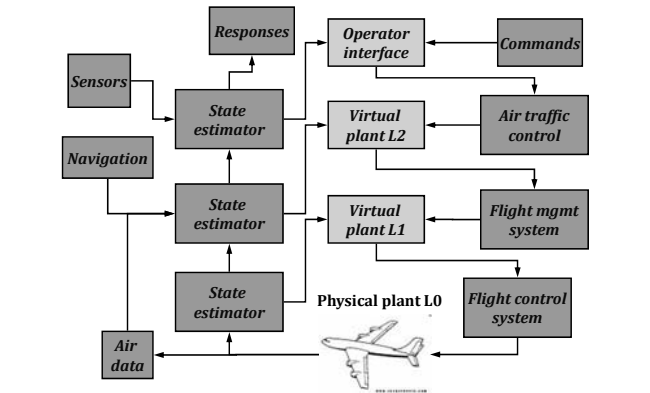 Responses
Operator
interface
Commands
Sensors
State
estimator
Virtual
plant L2
Air traffic
control
Navigation
State
estimator
Virtual
plant L1
Flight mgmt
system
State
estimator
Physical plant L0
Flight control
system
Air
data